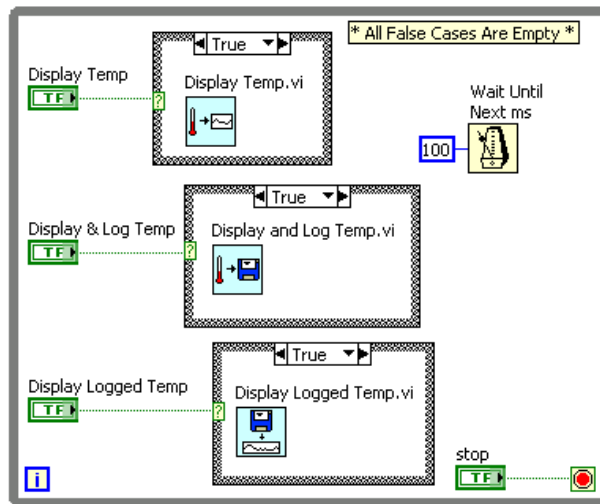 * All False Cases Are Empty *
True
Display Temp
TF
?
Display Temp.vi
Wait Until
Next ms
100
True
Display & Log Temp
TF
?
Display and Log Temp.vi
True
Display Logged Temp
TF
?
Display Logged Temp.vi
i
stop
TF